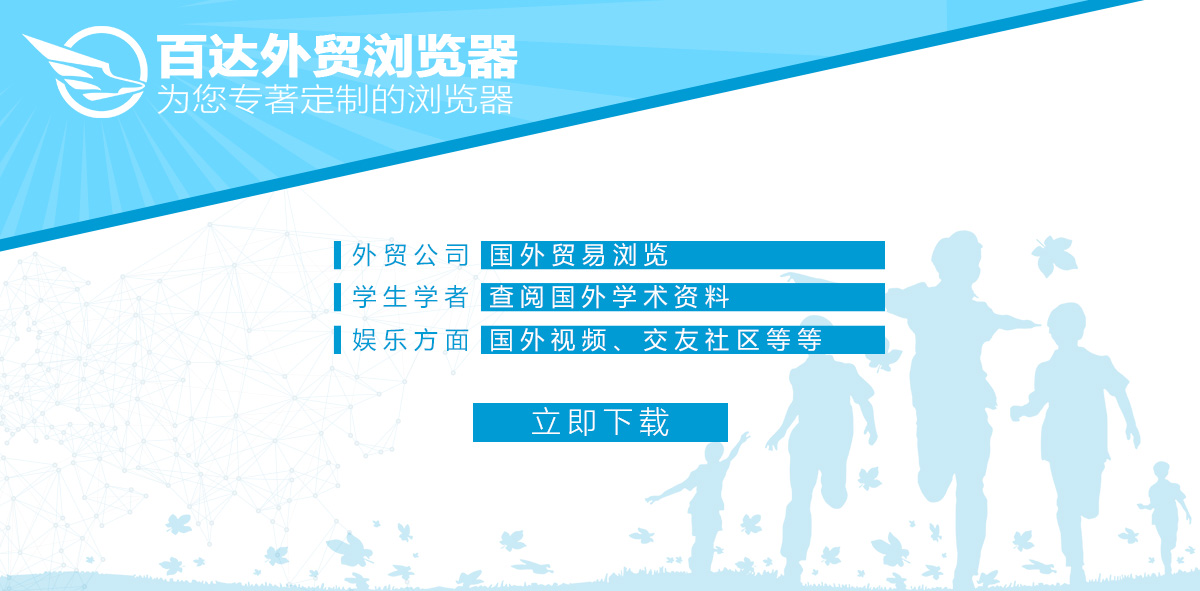 百达外贸浏览器
为您专著定制的浏览器
外贸公司 国外贸易浏览
学生学者 查阅国外学术资料
娱乐方面 国外视频、交友社区等等
立即下载